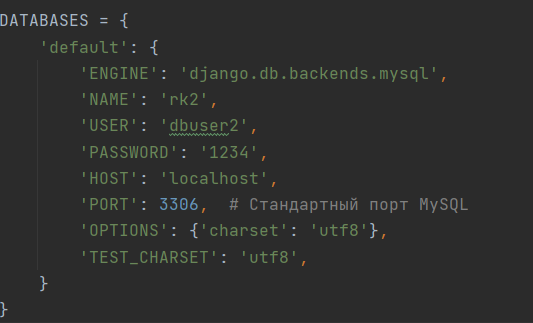 DATABASES = {
    'default': {
        'ENGINE': 'django.db.backends.mysql',
        'NAME': 'rk2',
        'USER': 'dbuser2',
        'PASSWORD': '1234',
        'HOST': 'localhost',
        'PORT': 3306,  # Стандартный порт MySQL
        'OPTIONS': {'charset': 'utf8'},
        'TEST_CHARSET': 'utf8',
    }
}